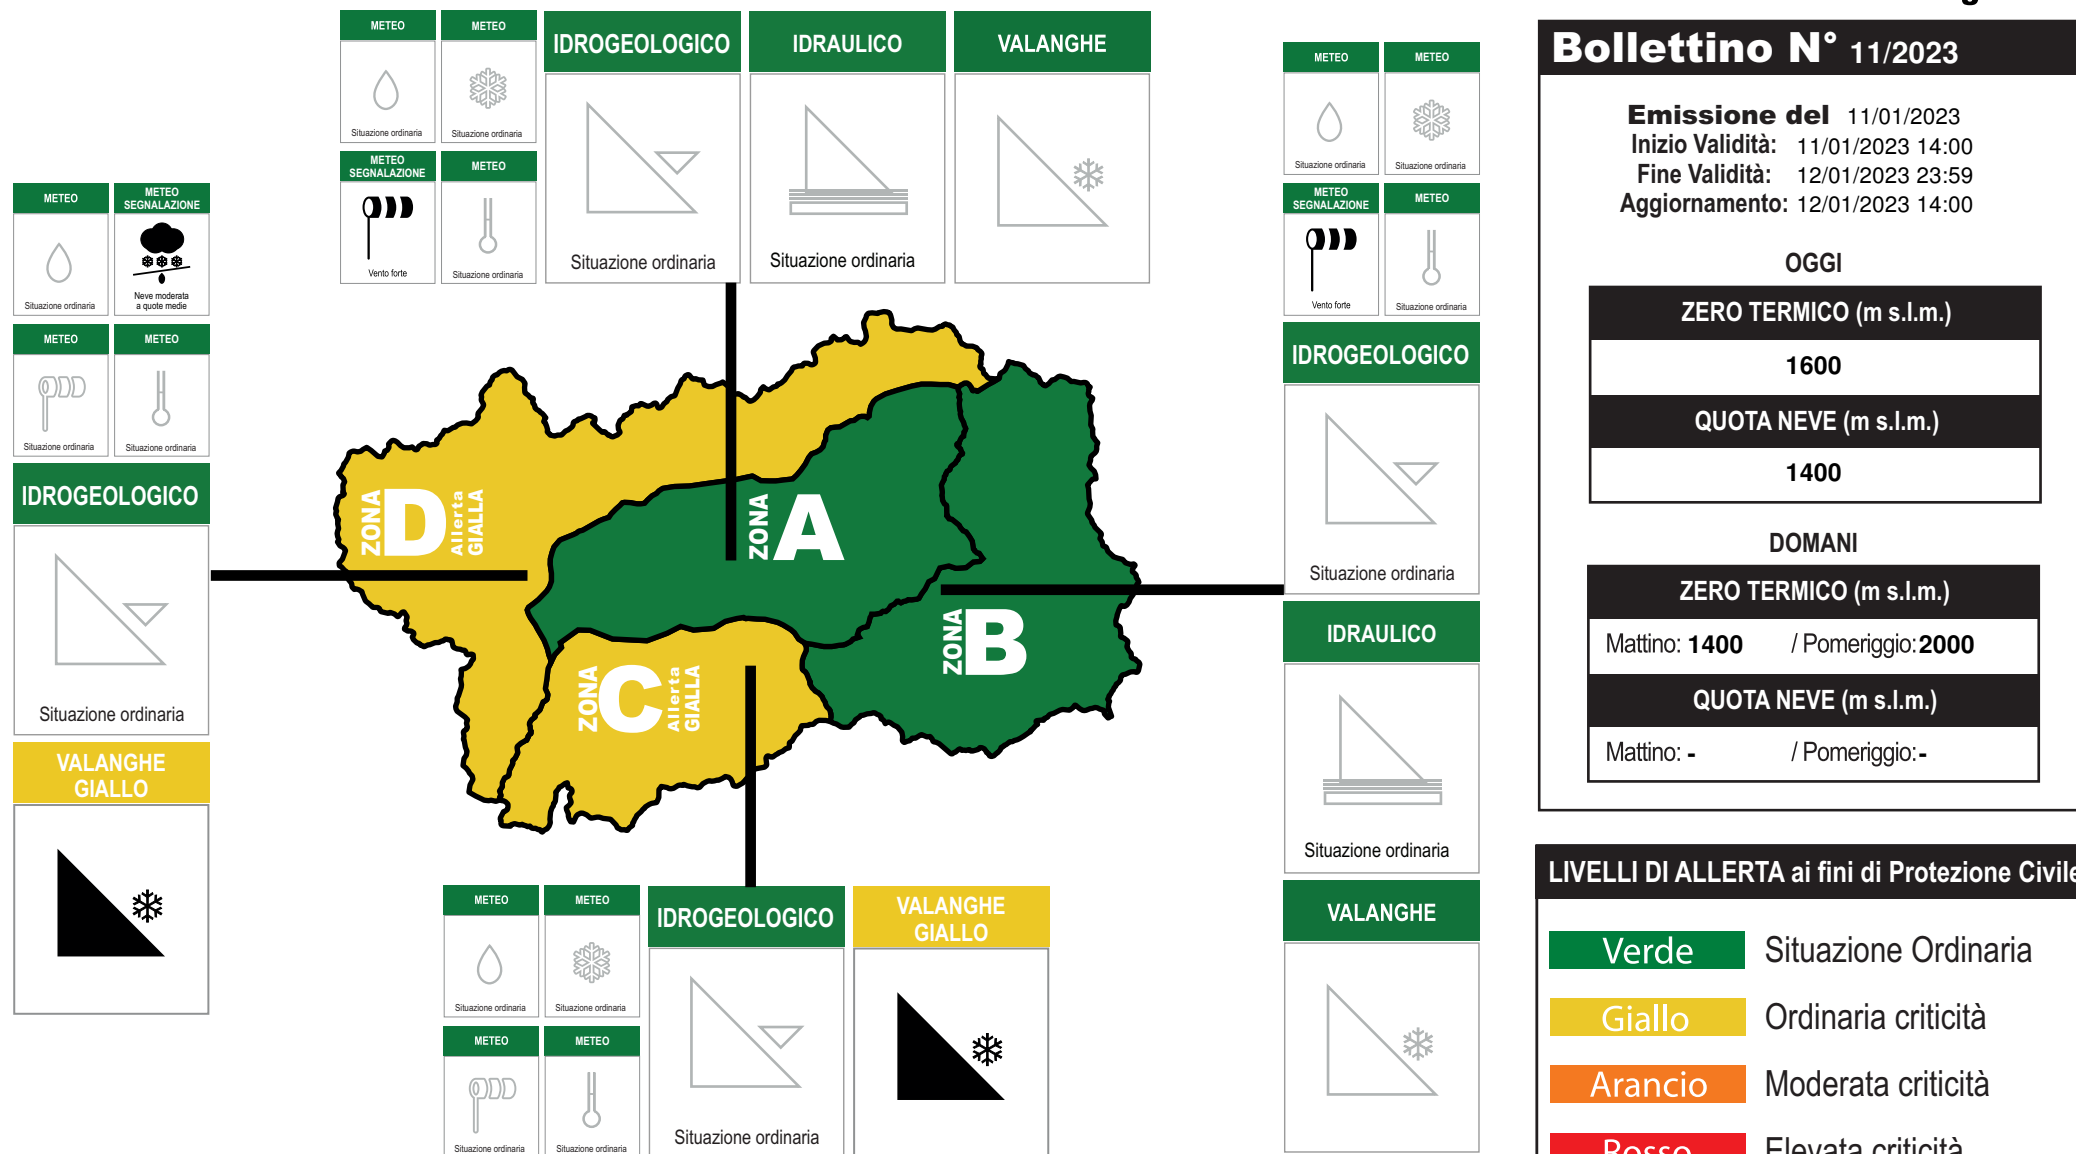 METEO
Situazione ordinaria
METEO
Situazione ordinaria
METEO
SEGNALAZIONE
Vento forte
METEO
Situazione ordinaria
IDROGEOLOGICO
Situazione ordinaria
IDRAULICO
Situazione ordinaria
VALANGHE
METEO
Situazione ordinaria
METEO
SEGNALAZIONE
Neve moderata
a quote medie
METEO
Situazione ordinaria
METEO
Situazione ordinaria
IDROGEOLOGICO
Situazione ordinaria
VALANGHE
GIALLO
ZONA
D
Allerta
GIALLA
ZONA
A
ZONA
B
ZONA
C
Allerta
GIALLA
METEO
Situazione ordinaria
METEO
Situazione ordinaria
METEO
Situazione ordinaria
METEO
Situazione ordinaria
IDROGEOLOGICO
Situazione ordinaria
VALANGHE
GIALLO
METEO
Situazione ordinaria
METEO
Situazione ordinaria
METEO
SEGNALAZIONE
Vento forte
METEO
Situazione ordinaria
IDROGEOLOGICO
Situazione ordinaria
IDRAULICO
Situazione ordinaria
VALANGHE
Bollettino N° 11/2023
Emissione del 11/01/2023
Inizio Validità: 11/01/2023 14:00
Fine Validità: 12/01/2023 23:59
Aggiornamento: 12/01/2023 14:00
OGGI
ZERO TERMICO (m s.l.m.)
1600
QUOTA NEVE (m s.l.m.)
1400
DOMANI
ZERO TERMICO (m s.l.m.)
Mattino: 1400 / Pomeriggio: 2000
QUOTA NEVE (m s.l.m.)
Mattino: - / Pomeriggio: -
LIVELLI DI ALLERTA ai fini di Protezione Civile
Verde Situazione Ordinaria
Giallo Ordinaria criticità
Arancio Moderata criticità
Rosso Elevata criticità